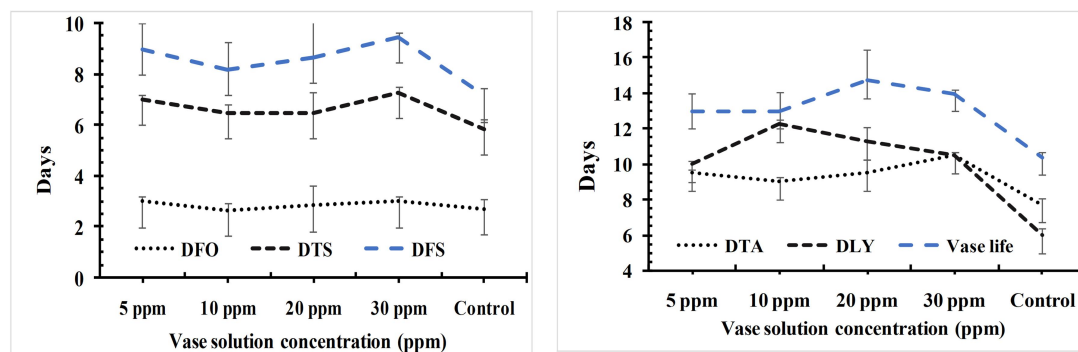 10
8
6
4
2
0
Days
DFO DTS DFS
5 ppm 10 ppm 20 ppm 30 ppm Control
Vase solution concentration (ppm)
18
16
14
12
10
8
6
4
Days
DTA DLY Vase life
5 ppm 10 ppm 20 ppm 30 ppm Control
Vase solution concentration (ppm)